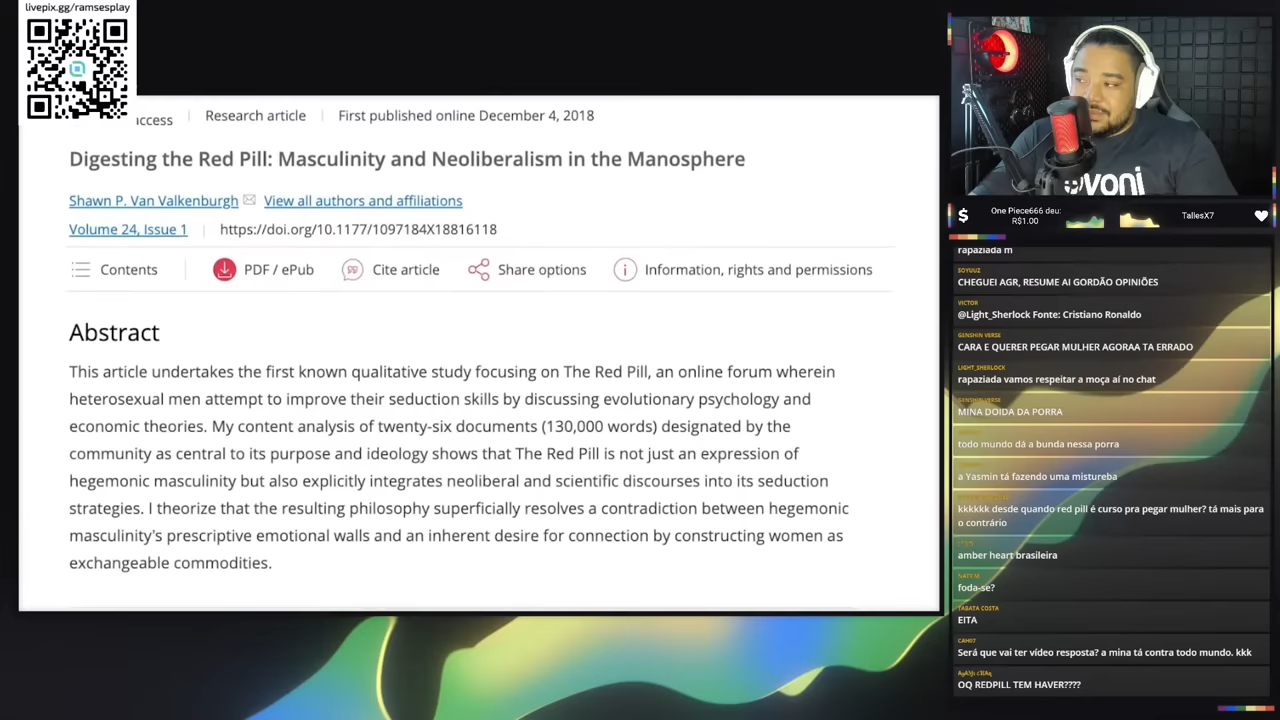 livepix.gg/ramsesplay
access
Research article
First published online December 4, 2018
Digesting the Red Pill: Masculinity and Neoliberalism in the Manosphere
Shawn P. Van Valkenburgh
View all authors and affiliations
Volume 24, Issue 1
https://doi.org/10.1177/1097184X18816118
Contents
PDF / ePub
Cite article
Share options
Information, rights and permissions
Abstract
This article undertakes the first known qualitative study focusing on The Red Pill, an online forum wherein
heterosexual men attempt to improve their seduction skills by discussing evolutionary psychology and
economic theories. My content analysis of twenty-six documents (130,000 words) designated by the
community as central to its purpose and ideology shows that The Red Pill is not just an expression of
hegemonic masculinity but also explicitly integrates neoliberal and scientific discourses into its seduction
strategies. I theorize that the resulting philosophy superficially resolves a contradiction between hegemonic
masculinity's prescriptive emotional walls and an inherent desire for connection by constructing women as
exchangeable commodities.
voni
$
One Piece666 deu:
R$1.00
TallesX7
rapaziada m
SOYUUZ
CHEGUEI AGR, RESUME AI GORDÃO OPINIÕES
VICTOR
@Light_Sherlock Fonte: Cristiano Ronaldo
GENSHIN VERSE
CARA E QUERER PEGAR MULHER AGORAA TA ERRADO
LIGHT_SHERLOCK
rapaziada vamos respeitar a moça aí no chat
GENSHIN VERSE
MINA DOIDA DA PORRA
todo mundo dá a bunda nessa porra
a Yasmin tá fazendo uma mistureba
kkkkkk desde quando red pill é curso pra pegar mulher? tá mais para
o contrário
amber heart brasileira
foda-se?
TABATA COSTA
EITA
CAH07
Será que vai ter vídeo resposta? a mina tá contra todo mundo. kkk
OQ REDPILL TEM HAVER????